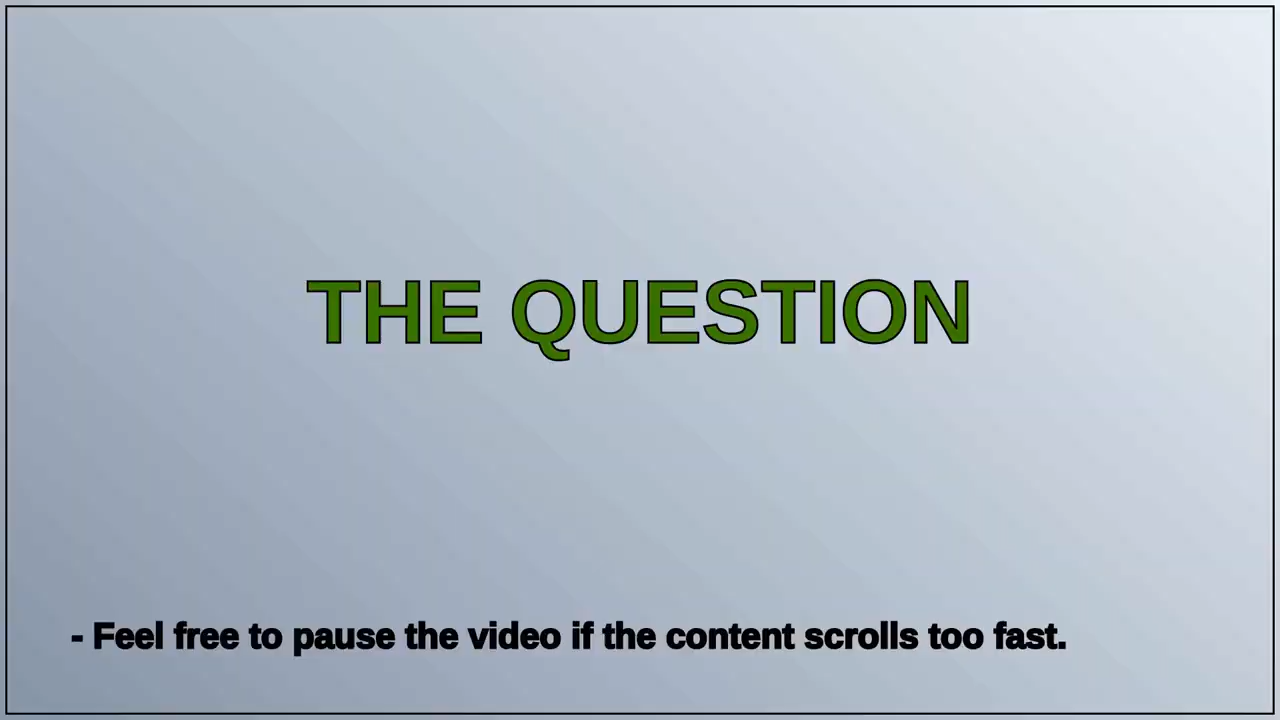 THE QUESTION
- Feel free to pause the video if the content scrolls too fast.